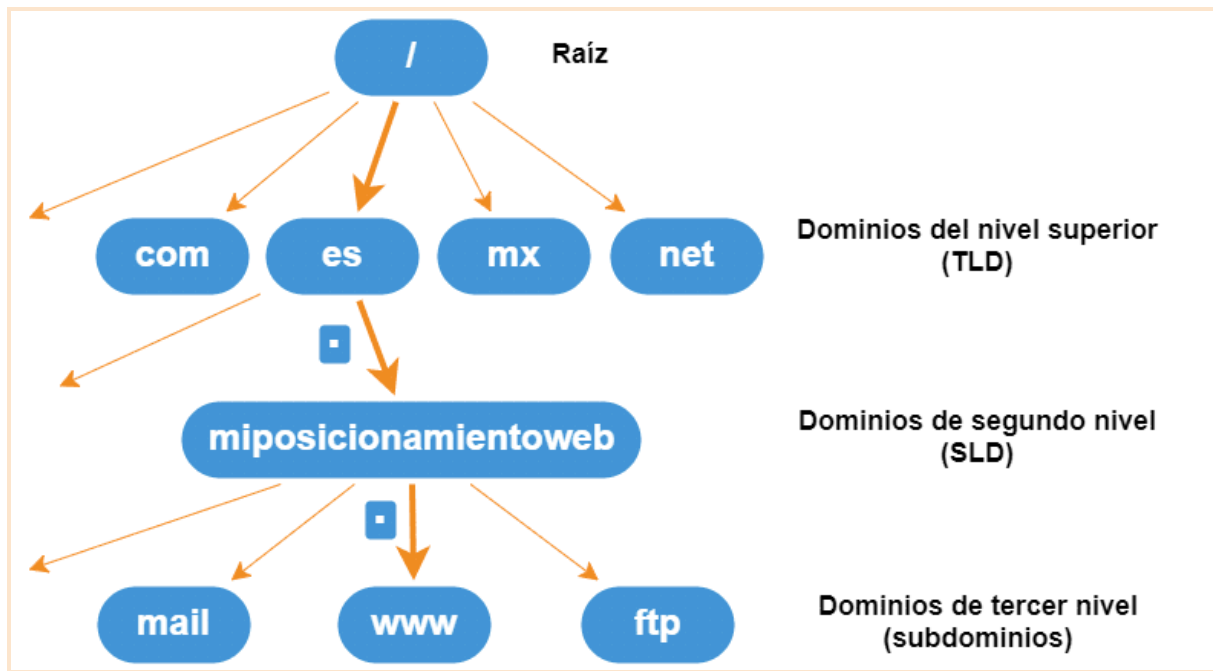 /
Raíz
com
es
mx
net
Dominios del nivel superior
(TLD)
.
miposicionamientoweb
Dominios de segundo nivel
(SLD)
.
mail
www
ftp
Dominios de tercer nivel
(subdominios)